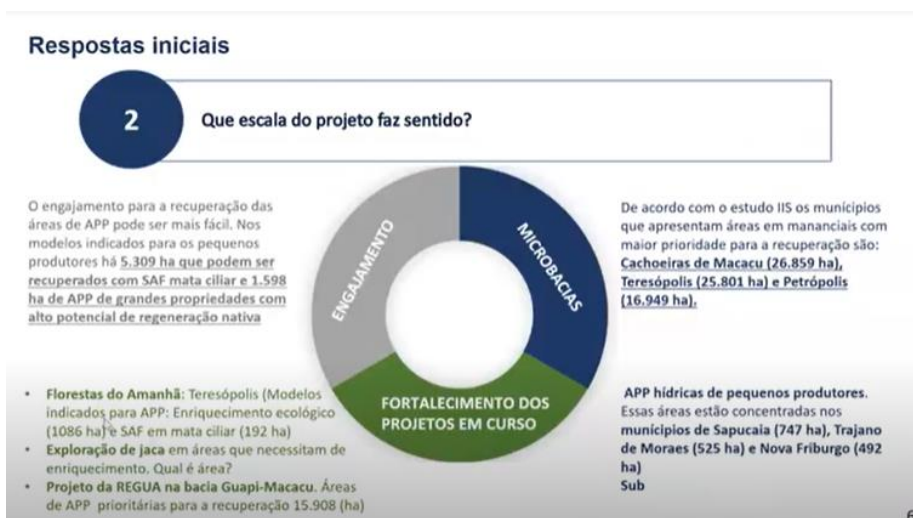 Respostas iniciais
2
Que escala do projeto faz sentido?
O engajamento para a recuperação das
áreas de APP pode ser mais fácil. Nos
modelos indicados para os pequenos
produtores há 5.309 ha que podem ser
recuperados com SAF mata ciliar e 1.598
ha de APP de grandes propriedades com
alto potencial de regeneração nativa
ENGAJAMENTO
MICROBACIAS
De acordo com o estudo IIS os municípios
que apresentam áreas em mananciais com
maior prioridade para a recuperação são:
Cachoeiras de Macacu (26.859 ha),
Teresópolis (25.801 ha) e Petrópolis
(16.949 ha).
• Florestas do Amanhã: Teresópolis (Modelos
indicados para APP: Enriquecimento ecológico
(1086 ha) e SAF em mata ciliar (192 ha)
• Exploração de jaca em áreas que necessitam de
enriquecimento. Qual é área?
• Projeto da REGUA na bacia Guapi-Macacu. Áreas
de APP prioritárias para a recuperação 15.908 (ha)
FORTALECIMENTO DOS
PROJETOS EM CURSO
APP hídricas de pequenos produtores.
Essas áreas estão concentradas nos
municípios de Sapucaia (747 ha), Trajano
de Moraes (525 ha) e Nova Friburgo (492
ha)
Sub